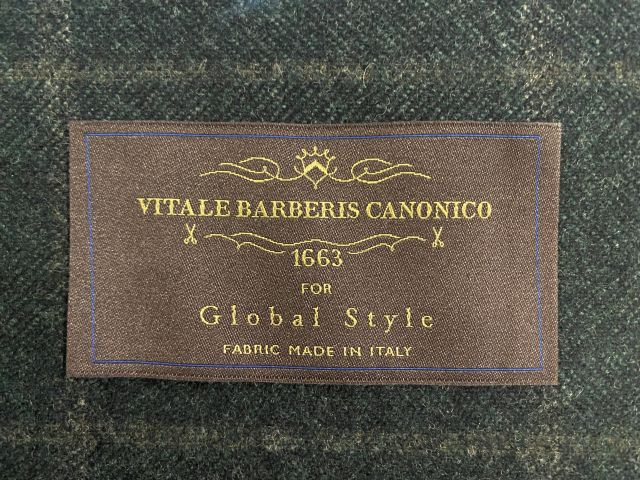 VITALE BARBERIS CANONICO
1663
FOR
Global Style
FABRIC MADE IN ITALY